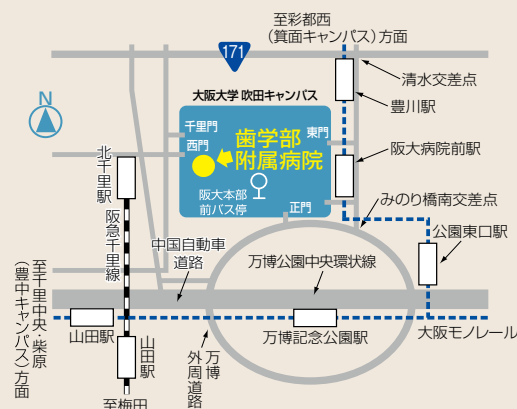 至彩都西
(箕面キャンパス)方面
171
清水交差点
豊川駅
大阪大学 吹田キャンパス
N
千里門
西門
歯学部
附属病院
東門
阪大病院前駅
北千里駅
阪大本部
前バス停
正門
みのり橋南交差点
阪急千里線
中国自動車
道路
万博公園中央環状線
公園東口駅
至千里中央・柴原
(豊中キャンパス)方面
山田駅
山田駅
万博
外周道路
万博記念公園駅
大阪モノレール
至梅田